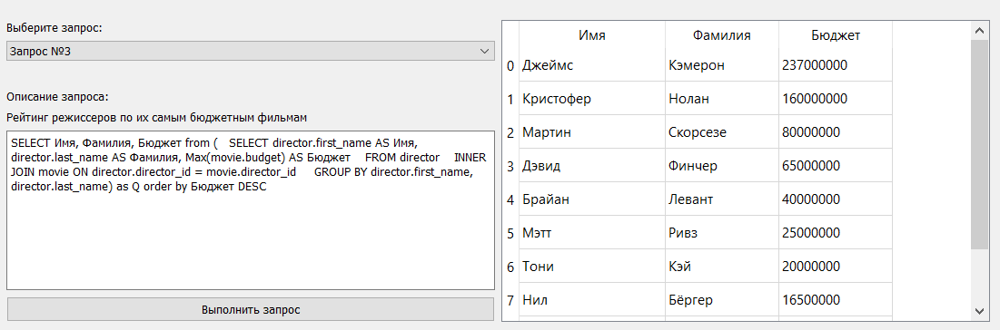 Выберите запрос:
Запрос №3
Описание запроса:
Рейтинг режиссеров по их самым бюджетным фильмам
SELECT Имя, Фамилия, Бюджет from (    SELECT director.first_name AS Имя,
director.last_name AS Фамилия, Max(movie.budget) AS Бюджет    FROM director    INNER
JOIN movie ON director.director_id = movie.director_id    GROUP BY director.first_name,
director.last_name) as Q order by Бюджет DESC
Выполнить запрос
Имя Фамилия Бюджет
0 Джеймс Кэмерон 237000000
1 Кристофер Нолан 160000000
2 Мартин Скорсезе 80000000
3 Дэвид Финчер 65000000
4 Брайан Левант 40000000
5 Мэтт Ривз 25000000
6 Тони Кэй 20000000
7 Нил Бёргер 16500000